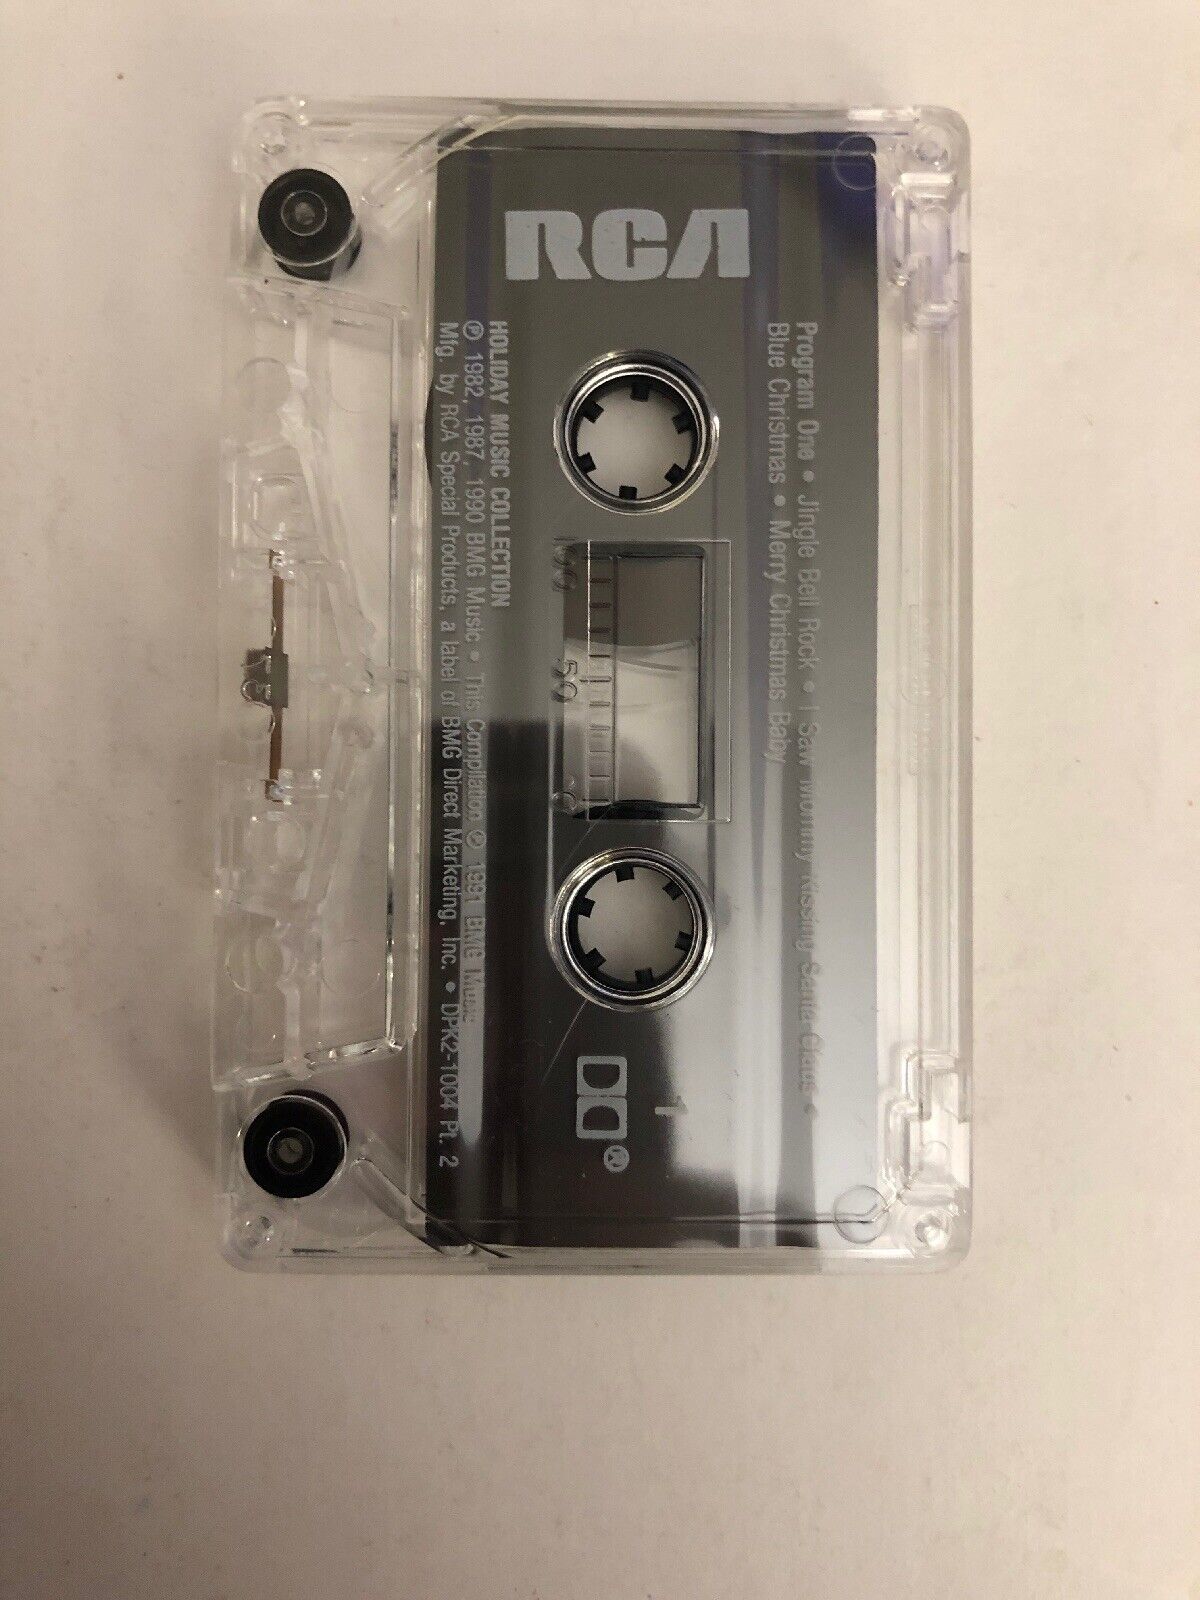 RCA
Program One • Jingle Bell Rock • I Saw Mommy Kissing Santa Claus •
Blue Christmas • Merry Christmas Baby
100 50 0
1
®
HOLIDAY MUSIC COLLECTION
℗ 1982, 1987, 1990 BMG Music • This Compilation ℗ 1991 BMG Music
Mfg. by RCA Special Products, a label of BMG Direct Marketing, Inc. • DPK2-1004 Pt. 2